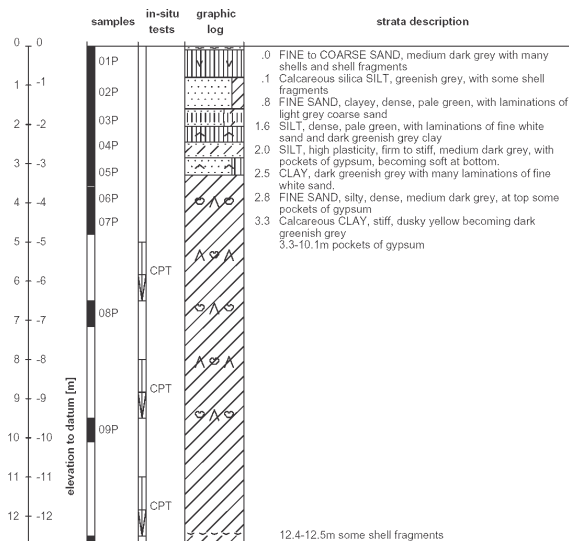 samples
in-situ tests
graphic log
strata description
0 0
1 -1
2 -2
3 -3
4 -4
5 -5
6 -6
7 -7
8 -8
9 -9
10 -10
11 -11
12 -12
elevation to datum [m]
01P
02P
03P
04P
05P
06P
07P
08P
09P
CPT
CPT
CPT
.0 FINE to COARSE SAND, medium dark grey with many
shells and shell fragments
.1 Calcareous silica SILT, greenish grey, with some shell
fragments
.8 FINE SAND, clayey, dense, pale green, with laminations of
light grey coarse sand
1.6 SILT, dense, pale green, with laminations of fine white
sand and dark greenish grey clay
2.0 SILT, high plasticity, firm to stiff, medium dark grey, with
pockets of gypsum, becoming soft at bottom.
2.5 CLAY, dark greenish grey with many laminations of fine
white sand.
2.8 FINE SAND, silty, dense, medium dark grey, at top some
pockets of gypsum
3.3 Calcareous CLAY, stiff, dusky yellow becoming dark
greenish grey
3.3-10.1m pockets of gypsum
12.4-12.5m some shell fragments